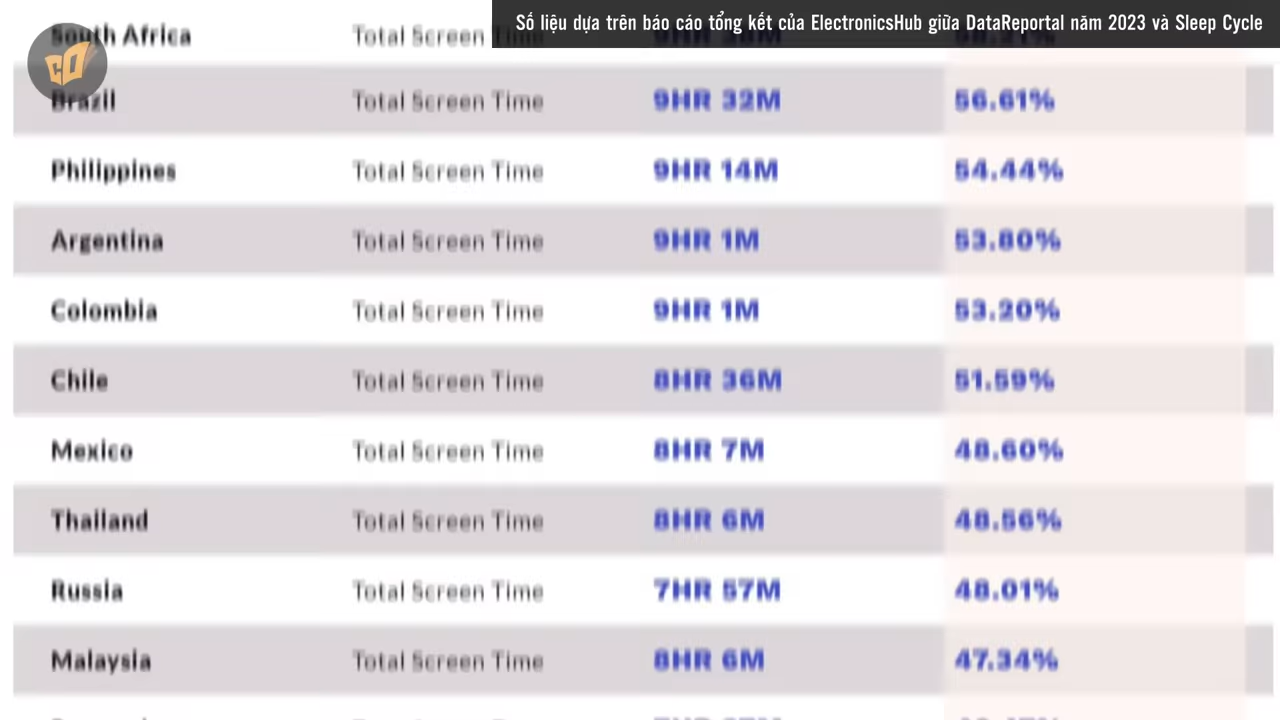 Số liệu dựa trên báo cáo tổng kết của ElectronicsHub giữa DataReportal năm 2023 và Sleep Cycle
South Africa Total Screen
Brazil Total Screen Time 9HR 32M 56.61%
Philippines Total Screen Time 9HR 14M 54.44%
Argentina Total Screen Time 9HR 1M 53.80%
Colombia Total Screen Time 9HR 1M 53.20%
Chile Total Screen Time 8HR 36M 51.59%
Mexico Total Screen Time 8HR 7M 48.60%
Thailand Total Screen Time 8HR 6M 48.56%
Russia Total Screen Time 7HR 57M 48.01%
Malaysia Total Screen Time 8HR 6M 47.34%